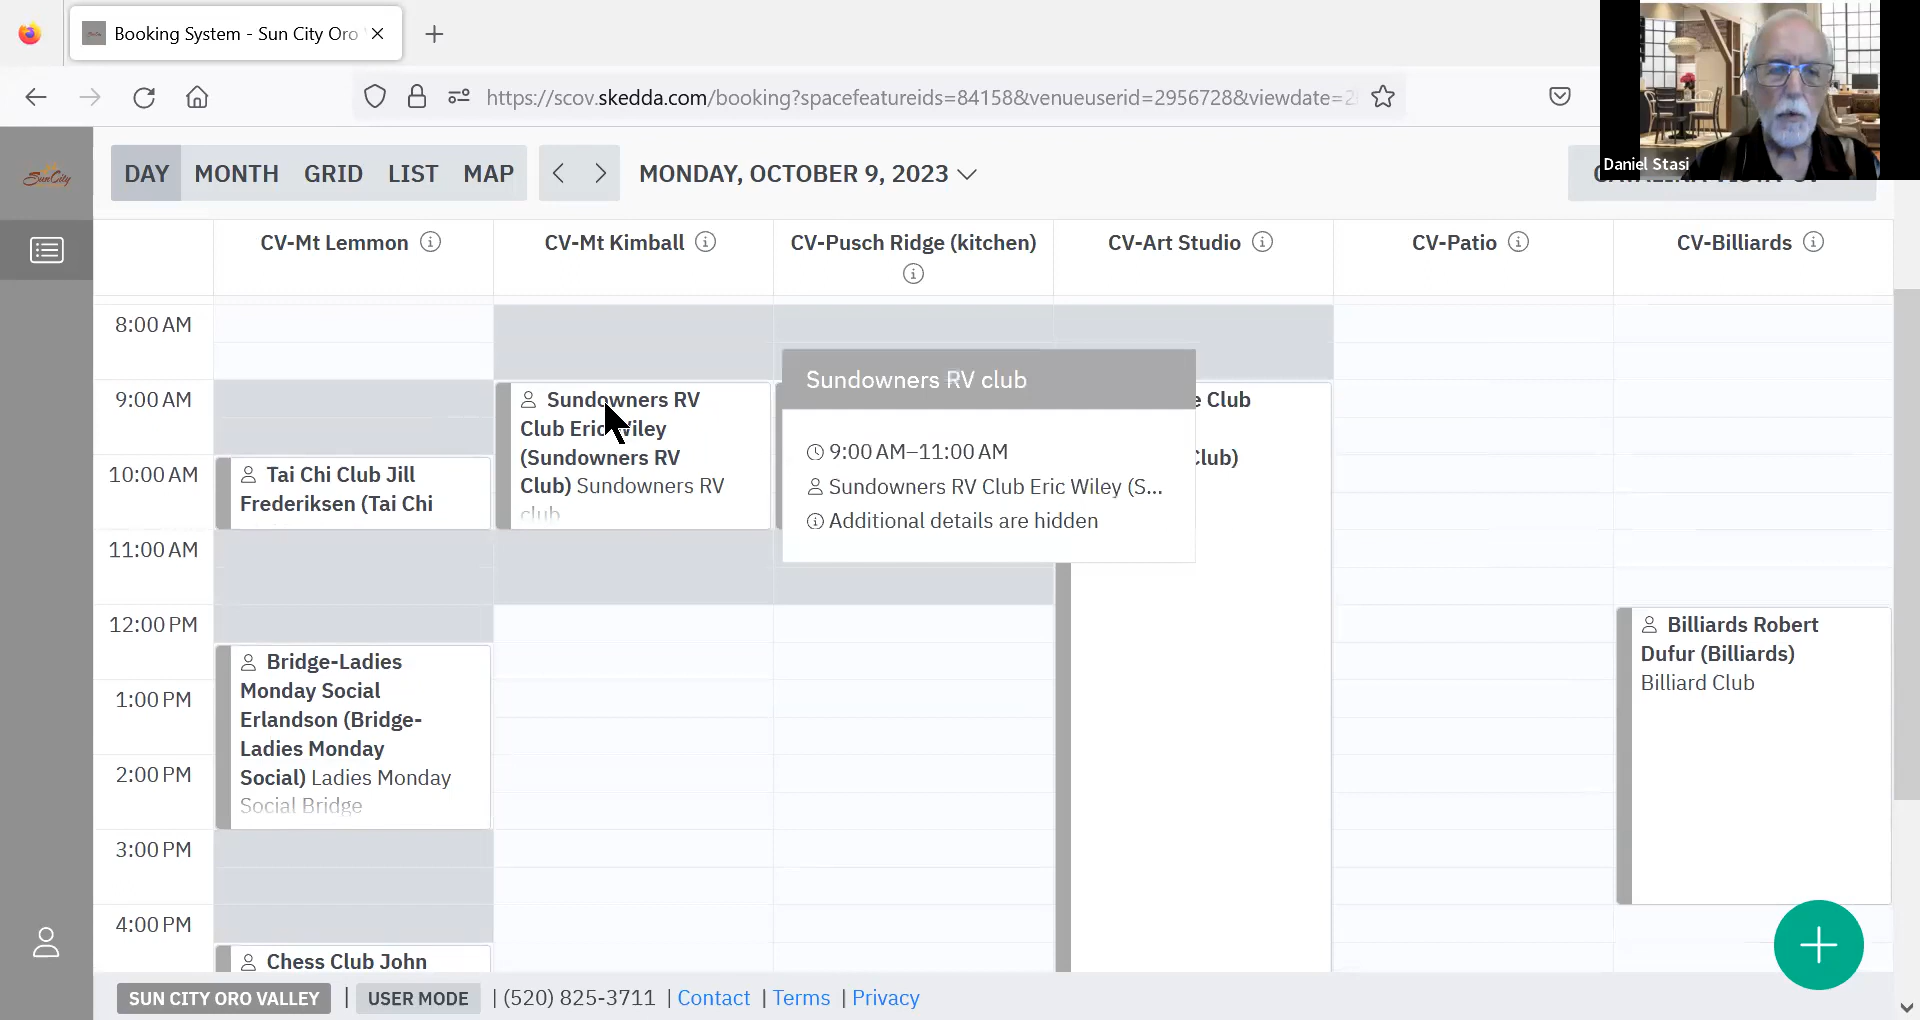 Booking System - Sun City Oro
https://scov.skedda.com/booking?spacefeatureids=84158&venueuserid=2956728&viewdate=2
Daniel Stasi
SunCity
DAY MONTH GRID LIST MAP
MONDAY, OCTOBER 9, 2023
CV-Mt Lemmon
CV-Mt Kimball
CV-Pusch Ridge (kitchen)
CV-Art Studio
CV-Patio
CV-Billiards
8:00 AM
9:00 AM
10:00 AM
11:00 AM
12:00 PM
1:00 PM
2:00 PM
3:00 PM
4:00 PM
Tai Chi Club Jill
Frederiksen (Tai Chi
Bridge-Ladies
Monday Social
Erlandson (Bridge-
Ladies Monday
Social) Ladies Monday
Social Bridge
Chess Club John
Sundowners RV
Club Eric Wiley
(Sundowners RV
Club) Sundowners RV
club
Sundowners RV club
9:00 AM–11:00 AM
Sundowners RV Club Eric Wiley (S...
Additional details are hidden
e Club
Club)
Billiards Robert
Dufur (Billiards)
Billiard Club
SUN CITY ORO VALLEY | USER MODE | (520) 825-3711 | Contact | Terms | Privacy